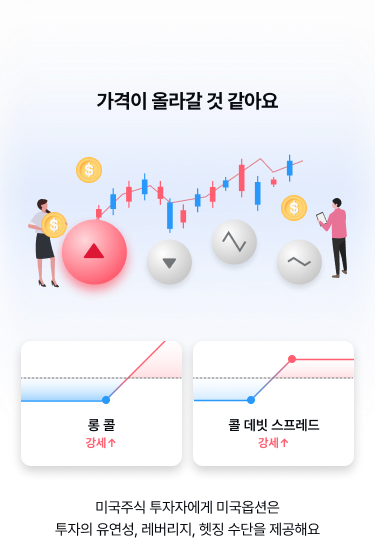 가격이 올라갈 것 같아요
롱 콜
강세↑
콜 데빗 스프레드
강세↑
미국주식 투자자에게 미국옵션은
투자의 유연성, 레버리지, 헷징 수단을 제공해요